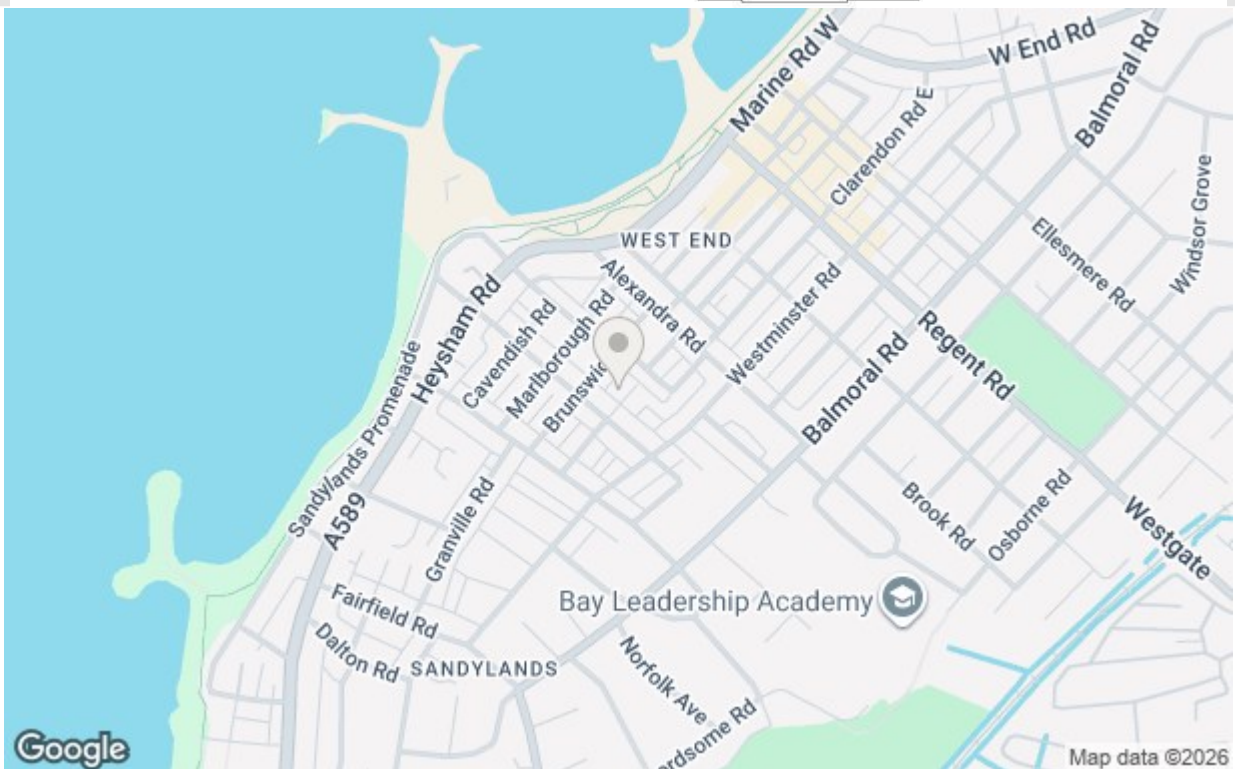 Marine Rd W
W End Rd
Balmoral Rd
Clarendon Rd E
Windsor Grove
WEST END
Ellesmere Rd
Alexandra Rd
Heysham Rd
Cavendish Rd
Marlborough Rd
Westminster Rd
Regent Rd
Balmoral Rd
Sandylands Promenade
A589
Granville Rd
Brook Rd
Osborne Rd
Westgate
Bay Leadership Academy
Fairfield Rd
Dalton Rd
SANDYLANDS
Norfolk Ave
Google
Map data ©2026